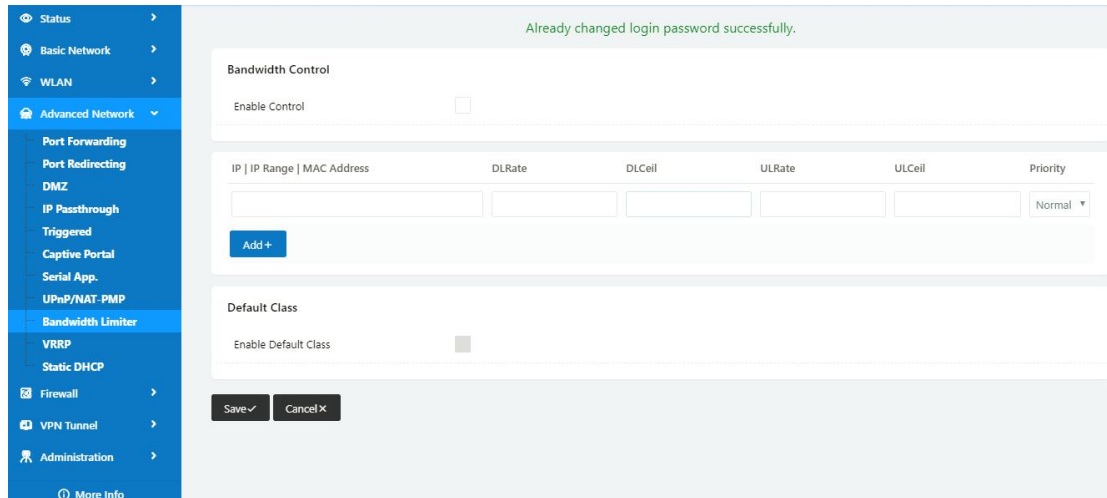 Status
Basic Network
WLAN
Advanced Network
Port Forwarding
Port Redirecting
DMZ
IP Passthrough
Triggered
Captive Portal
Serial App.
UPnP/NAT-PMP
Bandwidth Limiter
VRRP
Static DHCP
Firewall
VPN Tunnel
Administration
More Info
Already changed login password successfully.
Bandwidth Control
Enable Control
IP | IP Range | MAC Address DLRate DLCeil ULRate ULCeil Priority
Normal
Add +
Default Class
Enable Default Class
Save Cancel